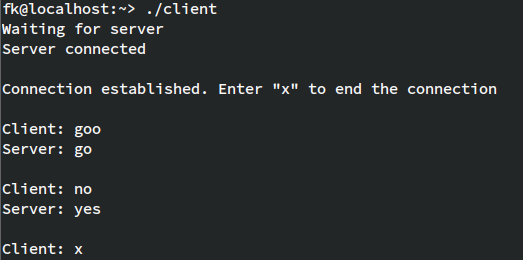 fk@localhost:~> ./client
Waiting for server
Server connected
Connection established. Enter "x" to end the connection
Client: goo
Server: go
Client: no
Server: yes
Client: x